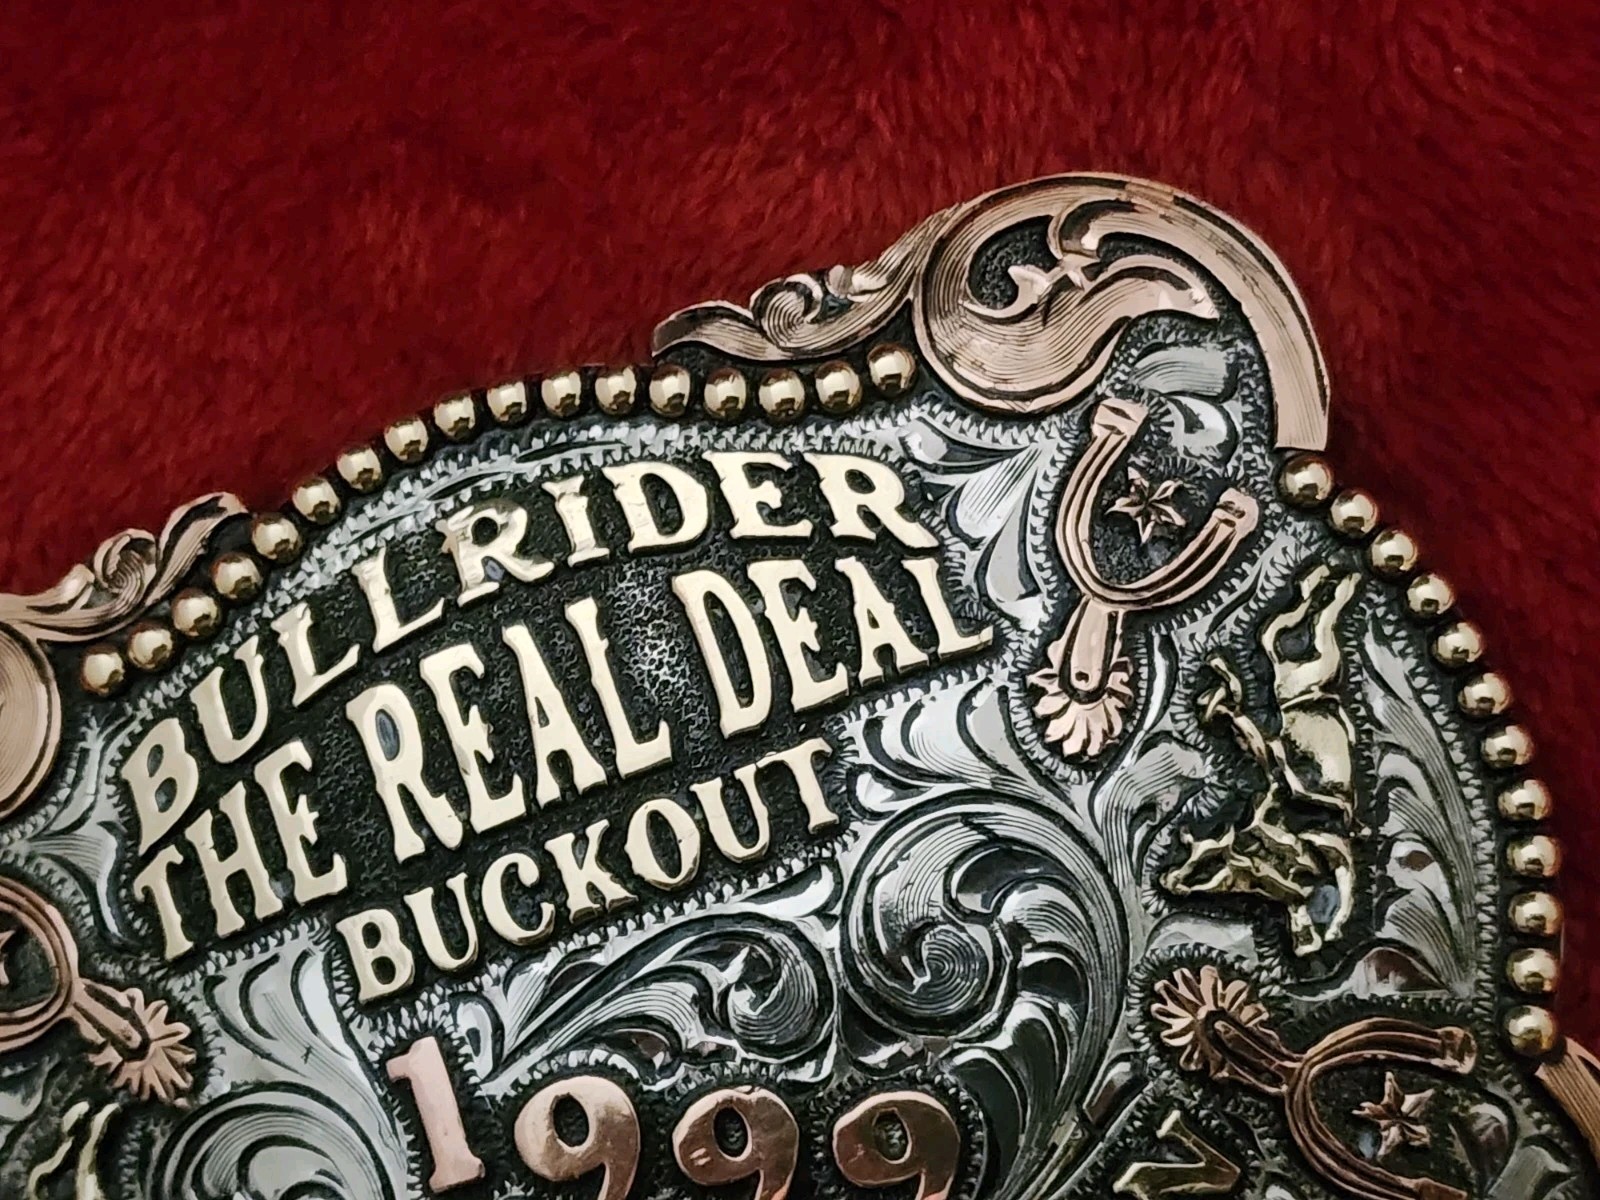 BULLRIDER
THE REAL DEAL
BUCKOUT
1999